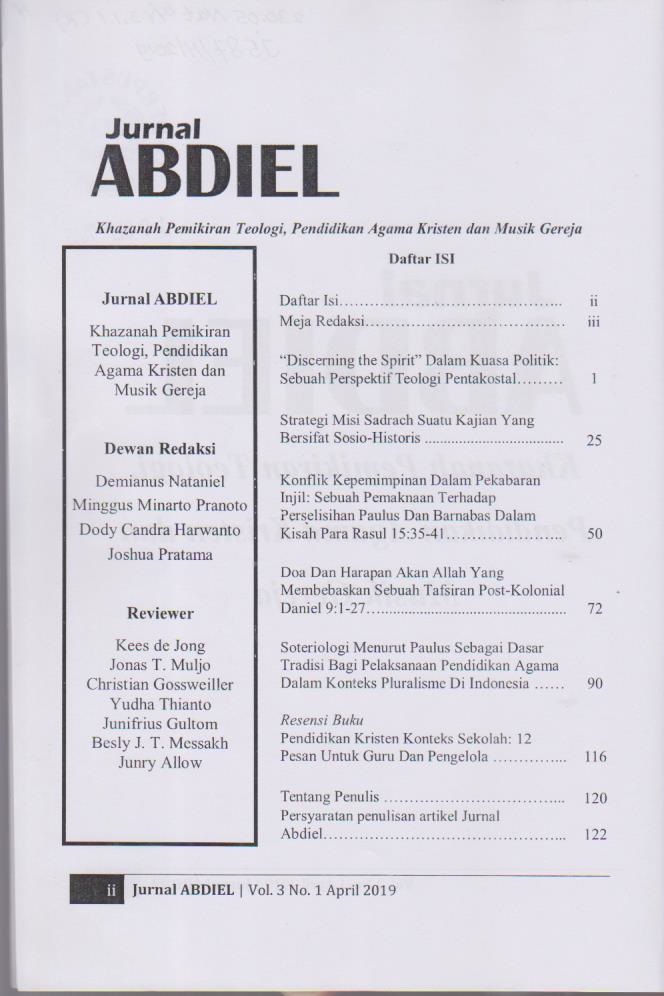 Jurnal
ABDIEL
Khazanah Pemikiran Teologi, Pendidikan Agama Kristen dan Musik Gereja
Jurnal ABDIEL
Khazanah Pemikiran
Teologi, Pendidikan
Agama Kristen dan
Musik Gereja
Dewan Redaksi
Demianus Nataniel
Minggus Minarto Pranoto
Dody Candra Harwanto
Joshua Pratama
Reviewer
Kees de Jong
Jonas T. Muljo
Christian Gossweiller
Yudha Thianto
Junifrius Gultom
Besly J. T. Messakh
Junry Allow
Daftar ISI
Daftar Isi.................................. ii
Meja Redaksi.................................. iii
“Discerning the Spirit” Dalam Kuasa Politik:
Sebuah Perspektif Teologi Pentakostal......... 1
Strategi Misi Sadrach Suatu Kajian Yang
Bersifat Sosio-Historis .................................... 25
Konflik Kepemimpinan Dalam Pekabaran
Injil: Sebuah Pemaknaan Terhadap
Perselisihan Paulus Dan Barnabas Dalam
Kisah Para Rasul 15:35-41.................... 50
Doa Dan Harapan Akan Allah Yang
Membebaskan Sebuah Tafsiran Post-Kolonial
Daniel 9:1-27.................................................... 72
Soteriologi Menurut Paulus Sebagai Dasar
Tradisi Bagi Pelaksanaan Pendidikan Agama
Dalam Konteks Pluralisme Di Indonesia ...... 90
Resensi Buku
Pendidikan Kristen Konteks Sekolah: 12
Pesan Untuk Guru Dan Pengelola .............. 116
Tentang Penulis .................................. 120
Persyaratan penulisan artikel Jurnal
Abdiel............................................. 122
ii Jurnal ABDIEL | Vol. 3 No. 1 April 2019